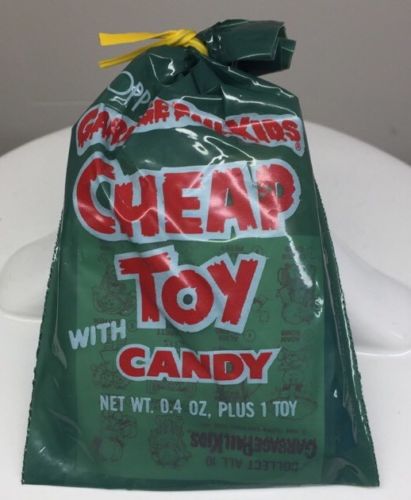 Topps
GARBAGE PAIL KIDS®
CHEAP
TOY
WITH
CANDY
NET WT. 0.4 OZ, PLUS 1 TOY
GARBAGE PAIL KIDS
COLLECT ALL 10